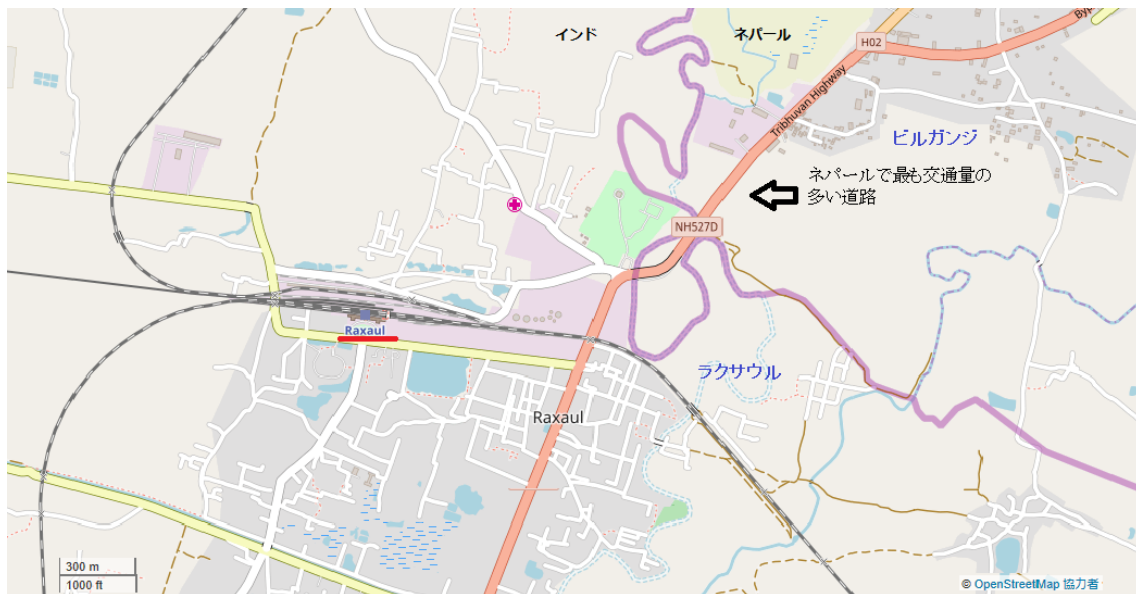 インド
ネパール
H02
Byp
Tribhuvan Highway
ビルガンジ
ネパールで最も交通量の
多い道路
NH527D
Raxaul
ラクサウル
Raxaul
300 m
1000 ft
© OpenStreetMap 協力者